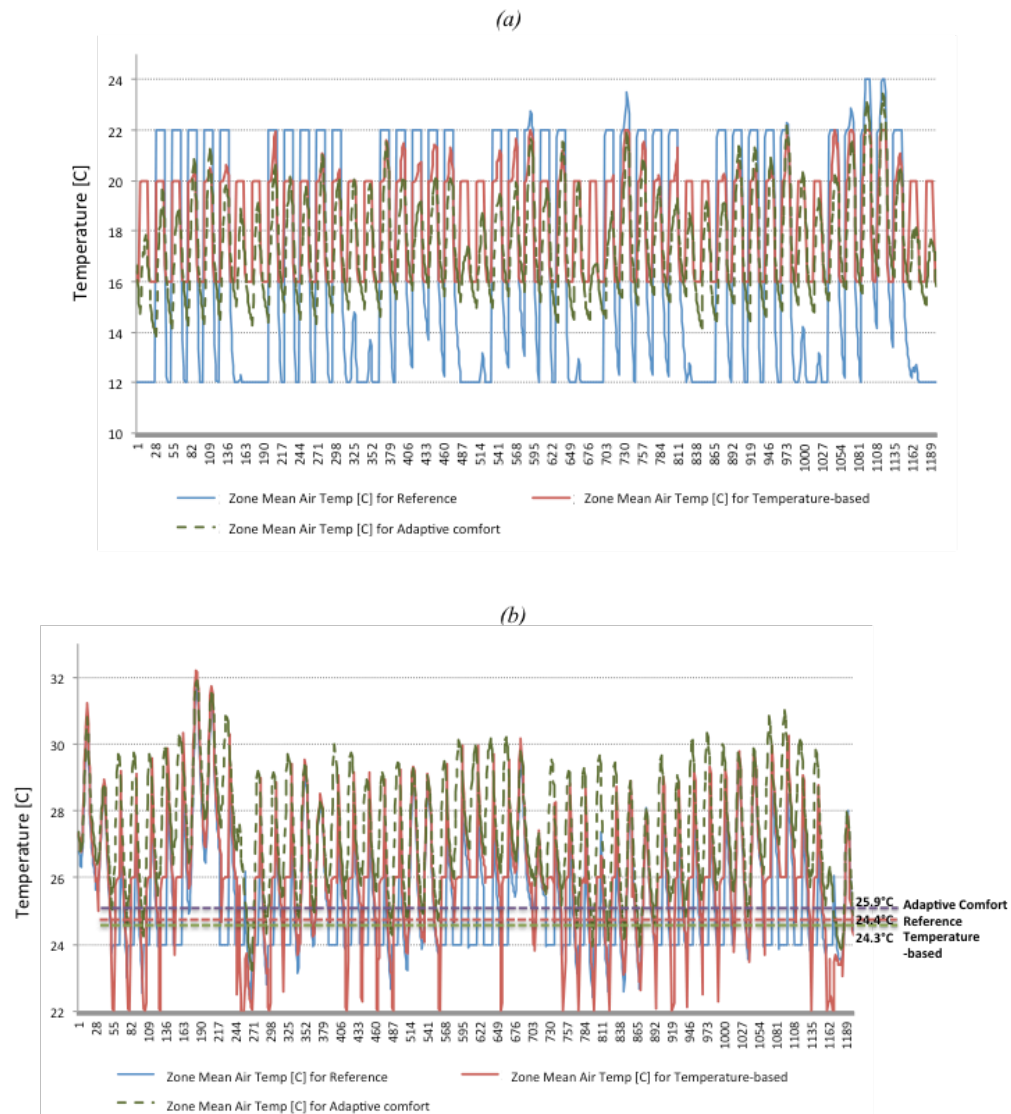 (a)
Temperature [C]
24
22
20
18
16
14
12
10
1 28 55 82 109 136 163 190 217 244 271 298 325 352 379 406 433 460 487 514 541 568 595 622 649 676 703 730 757 784 811 838 865 892 919 946 973 1000 1027 1054 1081 1108 1135 1162 1189
Zone Mean Air Temp [C] for Reference
Zone Mean Air Temp [C] for Temperature-based
Zone Mean Air Temp [C] for Adaptive comfort
(b)
Temperature [C]
32
30
28
26
24
22
25.9°C Adaptive Comfort
24.4°C Reference
24.3°C Temperature
-based
1 28 55 82 109 136 163 190 217 244 271 298 325 352 379 406 433 460 487 514 541 568 595 622 649 676 703 730 757 784 811 838 865 892 919 946 973 1000 1027 1054 1081 1108 1135 1162 1189
Zone Mean Air Temp [C] for Reference
Zone Mean Air Temp [C] for Temperature-based
Zone Mean Air Temp [C] for Adaptive comfort